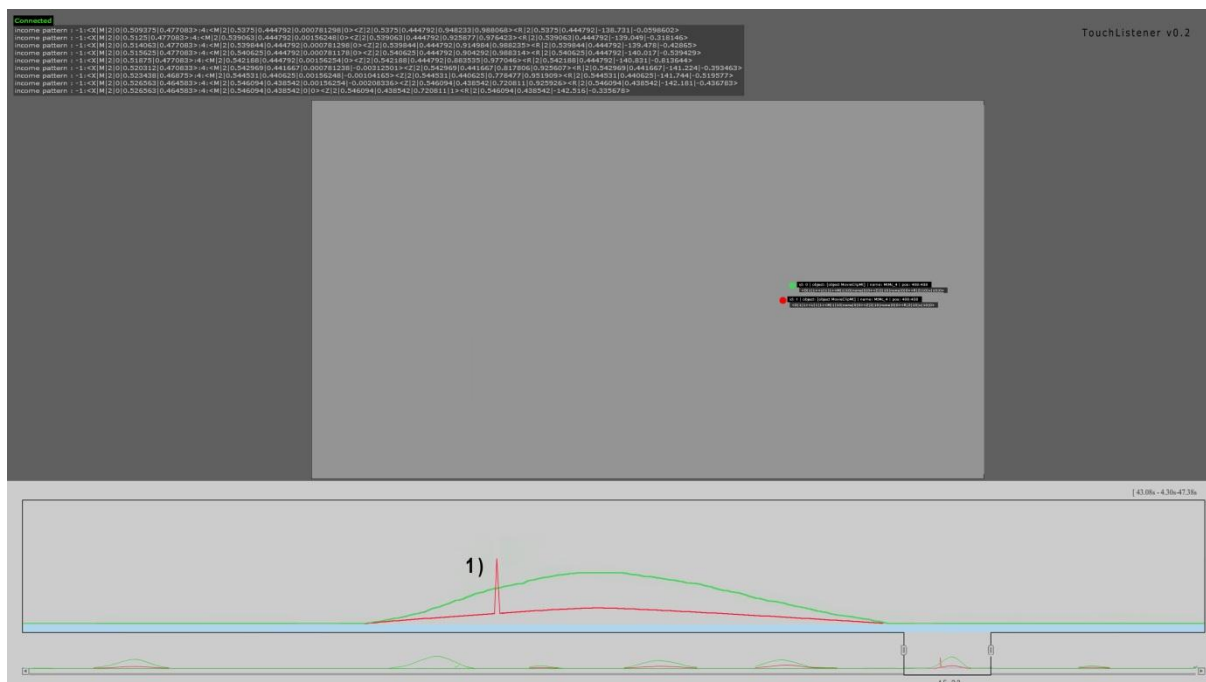 Connected
income pattern : -1:<X|M|2|0|0.509375|0.477083>:4:<M|2|0.5375|0.444792|0.000781298|0><Z|2|0.5375|0.444792|0.948233|0.988068><R|2|0.5375|0.444792|-138.731|-0.0598602>
income pattern : -1:<X|M|2|0|0.5125|0.477083>:4:<M|2|0.539063|0.444792|0.00156248|0><Z|2|0.539063|0.444792|0.925877|0.976423><R|2|0.539063|0.444792|-139.049|-0.318146>
income pattern : -1:<X|M|2|0|0.514063|0.477083>:4:<M|2|0.539844|0.444792|0.000781298|0><Z|2|0.539844|0.444792|0.914984|0.988235><R|2|0.539844|0.444792|-139.478|-0.42865>
income pattern : -1:<X|M|2|0|0.515625|0.477083>:4:<M|2|0.540625|0.444792|0.000781178|0><Z|2|0.540625|0.444792|0.904292|0.988314><R|2|0.540625|0.444792|-140.017|-0.539429>
income pattern : -1:<X|M|2|0|0.51875|0.477083>:4:<M|2|0.542188|0.444792|0.00156254|0><Z|2|0.542188|0.444792|0.883535|0.977046><R|2|0.542188|0.444792|-140.831|-0.813644>
income pattern : -1:<X|M|2|0|0.520312|0.470833>:4:<M|2|0.542969|0.441667|0.000781238|-0.00312501><Z|2|0.542969|0.441667|0.817806|0.925607><R|2|0.542969|0.441667|-141.224|-0.393463>
income pattern : -1:<X|M|2|0|0.523438|0.46875>:4:<M|2|0.544531|0.440625|0.00156248|-0.00104165><Z|2|0.544531|0.440625|0.778477|0.951909><R|2|0.544531|0.440625|-141.744|-0.519577>
income pattern : -1:<X|M|2|0|0.526563|0.464583>:4:<M|2|0.546094|0.438542|0.00156254|-0.00208336><Z|2|0.546094|0.438542|0.720811|0.925926><R|2|0.546094|0.438542|-142.181|-0.436783>
income pattern : -1:<X|M|2|0|0.526563|0.464583>:4:<M|2|0.546094|0.438542|0|0><Z|2|0.546094|0.438542|0.720811|1><R|2|0.546094|0.438542|-142.516|-0.335678>
TouchListener v0.2
[ 43.08s - 4.30s-47.38s
1)